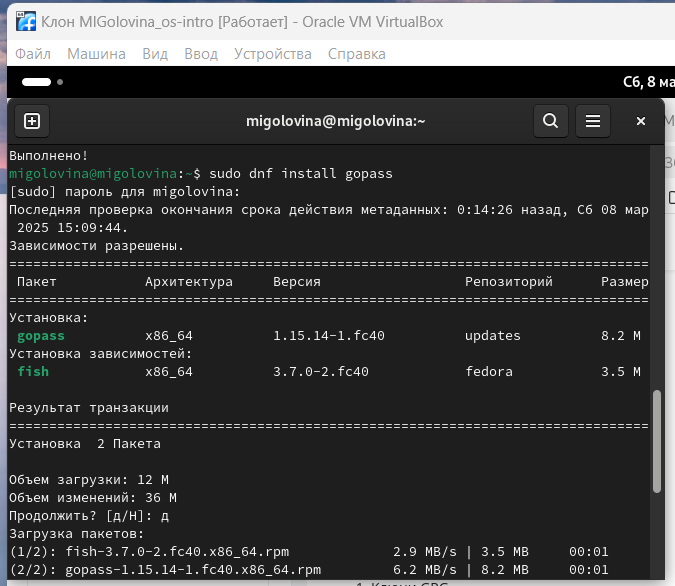 Клон MIGolovina_os-intro [Работает] - Oracle VM VirtualBox
Файл Машина Вид Ввод Устройства Справка
Сб, 8 ма
migolovina@migolovina:~
Выполнено!
migolovina@migolovina:~$ sudo dnf install gopass
[sudo] пароль для migolovina:
Последняя проверка окончания срока действия метаданных: 0:14:26 назад, Сб 08 мар
2025 15:09:44.
Зависимости разрешены.
================================================================================
Пакет Архитектура Версия Репозиторий Размер
================================================================================
Установка:
gopass x86_64 1.15.14-1.fc40 updates 8.2 M
Установка зависимостей:
fish x86_64 3.7.0-2.fc40 fedora 3.5 M
Результат транзакции
================================================================================
Установка 2 Пакета
Объем загрузки: 12 M
Объем изменений: 36 M
Продолжить? [д/Н]: д
Загрузка пакетов:
(1/2): fish-3.7.0-2.fc40.x86_64.rpm 2.9 MB/s | 3.5 MB 00:01
(2/2): gopass-1.15.14-1.fc40.x86_64.rpm 6.2 MB/s | 8.2 MB 00:01